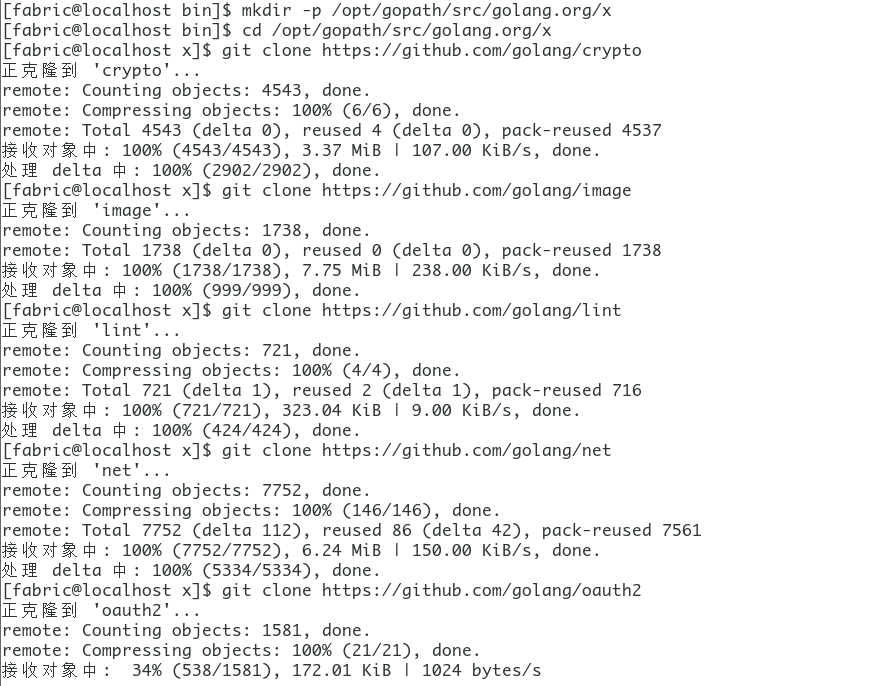 [fabric@localhost bin]$ mkdir -p /opt/gopath/src/golang.org/x
[fabric@localhost bin]$ cd /opt/gopath/src/golang.org/x
[fabric@localhost x]$ git clone https://github.com/golang/crypto
正克隆到 'crypto'...
remote: Counting objects: 4543, done.
remote: Compressing objects: 100% (6/6), done.
remote: Total 4543 (delta 0), reused 4 (delta 0), pack-reused 4537
接收对象中: 100% (4543/4543), 3.37 MiB | 107.00 KiB/s, done.
处理 delta 中: 100% (2902/2902), done.
[fabric@localhost x]$ git clone https://github.com/golang/image
正克隆到 'image'...
remote: Counting objects: 1738, done.
remote: Total 1738 (delta 0), reused 0 (delta 0), pack-reused 1738
接收对象中: 100% (1738/1738), 7.75 MiB | 238.00 KiB/s, done.
处理 delta 中: 100% (999/999), done.
[fabric@localhost x]$ git clone https://github.com/golang/lint
正克隆到 'lint'...
remote: Counting objects: 721, done.
remote: Compressing objects: 100% (4/4), done.
remote: Total 721 (delta 1), reused 2 (delta 1), pack-reused 716
接收对象中: 100% (721/721), 323.04 KiB | 9.00 KiB/s, done.
处理 delta 中: 100% (424/424), done.
[fabric@localhost x]$ git clone https://github.com/golang/net
正克隆到 'net'...
remote: Counting objects: 7752, done.
remote: Compressing objects: 100% (146/146), done.
remote: Total 7752 (delta 112), reused 86 (delta 42), pack-reused 7561
接收对象中: 100% (7752/7752), 6.24 MiB | 150.00 KiB/s, done.
处理 delta 中: 100% (5334/5334), done.
[fabric@localhost x]$ git clone https://github.com/golang/oauth2
正克隆到 'oauth2'...
remote: Counting objects: 1581, done.
remote: Compressing objects: 100% (21/21), done.
接收对象中:  34% (538/1581), 172.01 KiB | 1024 bytes/s